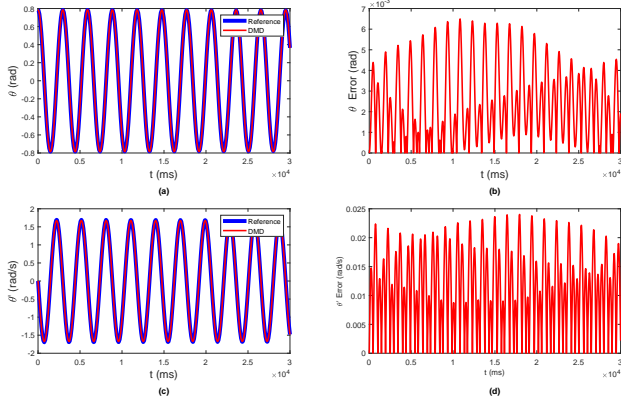 0.8
0.6
0.4
0.2
0
-0.2
-0.4
-0.6
-0.8
θ (rad)
Reference
DMD
0 0.5 1 1.5 2 2.5 3
t (ms)
×10⁴
(a)
×10⁻³
7
6
5
4
3
2
1
0
θ Error (rad)
0 0.5 1 1.5 2 2.5 3
t (ms)
×10⁴
(b)
2
1.5
1
0.5
0
-0.5
-1
-1.5
-2
θ' (rad/s)
Reference
DMD
0 0.5 1 1.5 2 2.5 3
t (ms)
×10⁴
(c)
0.025
0.02
0.015
0.01
0.005
0
θ' Error (rad/s)
0 0.5 1 1.5 2 2.5 3
t (ms)
×10⁴
(d)